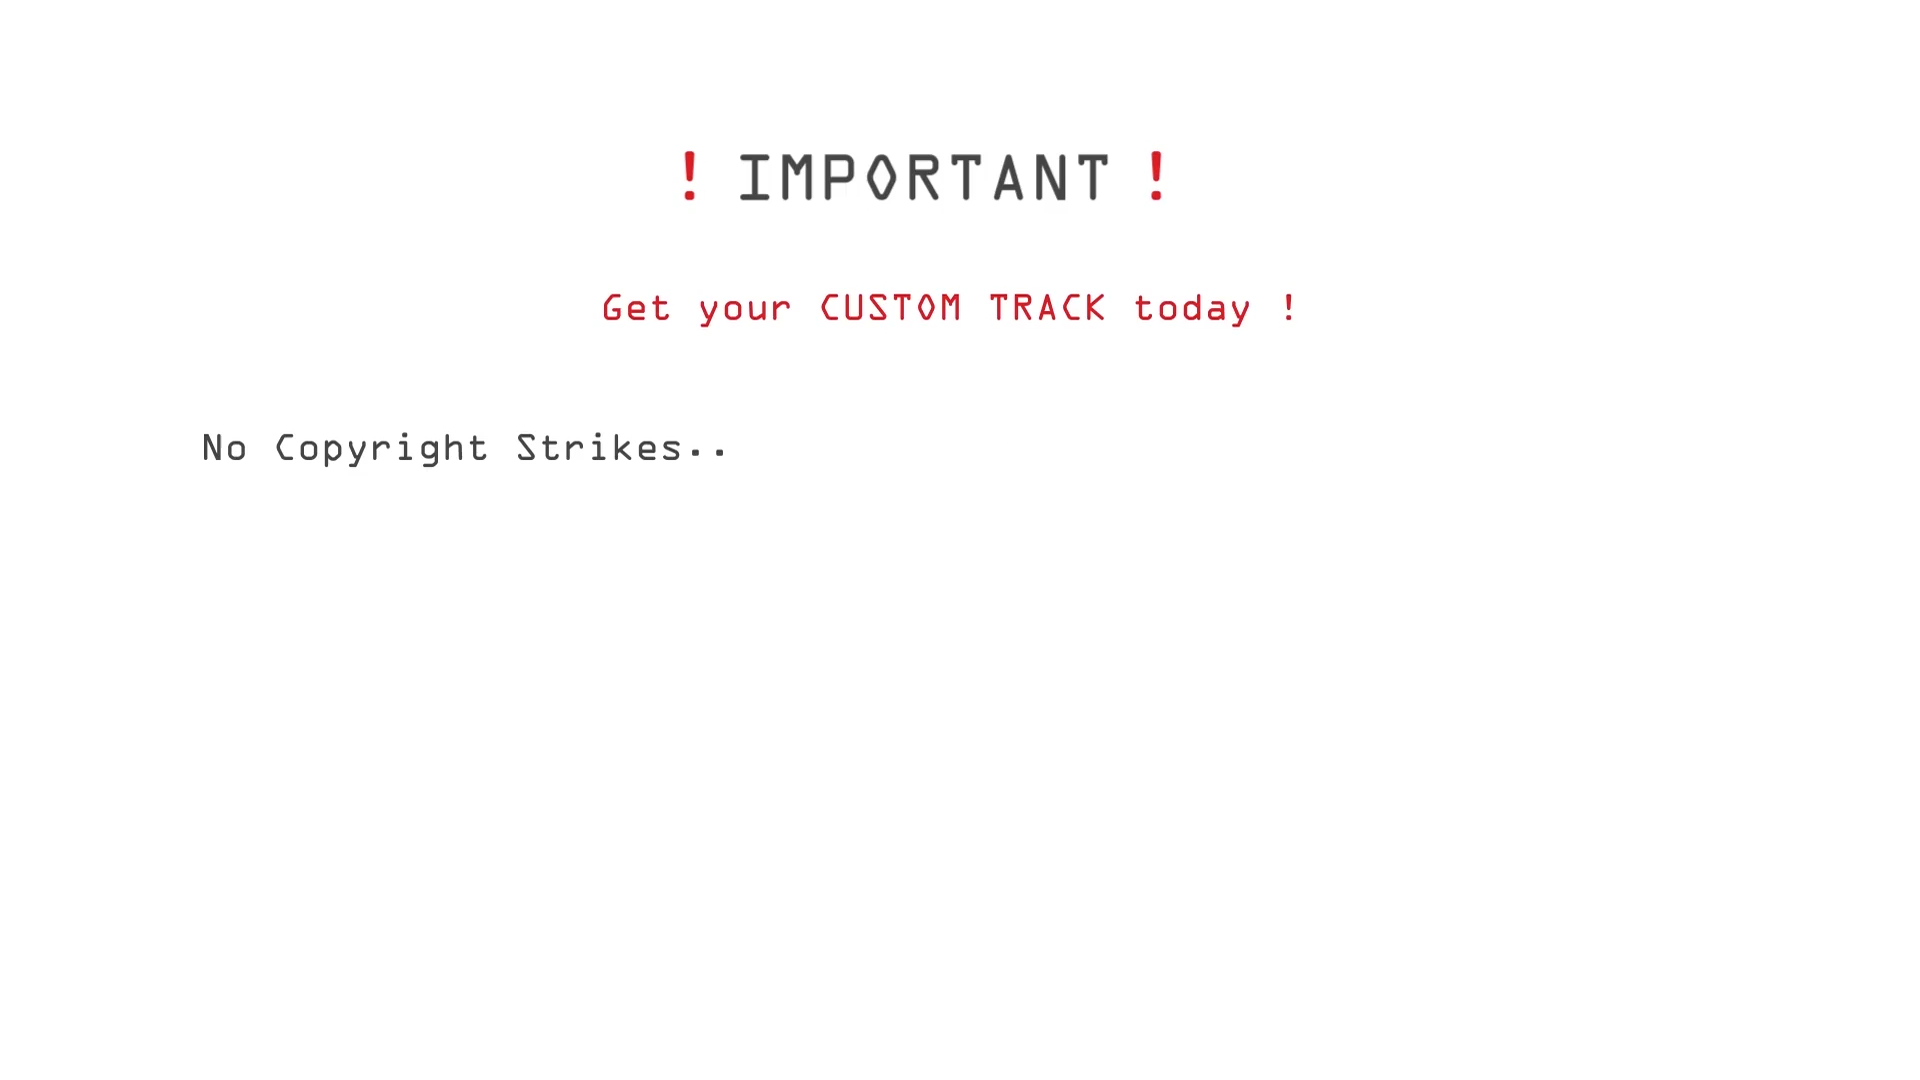 ! IMPORTANT !
Get your CUSTOM TRACK today !
No Copyright Strikes..